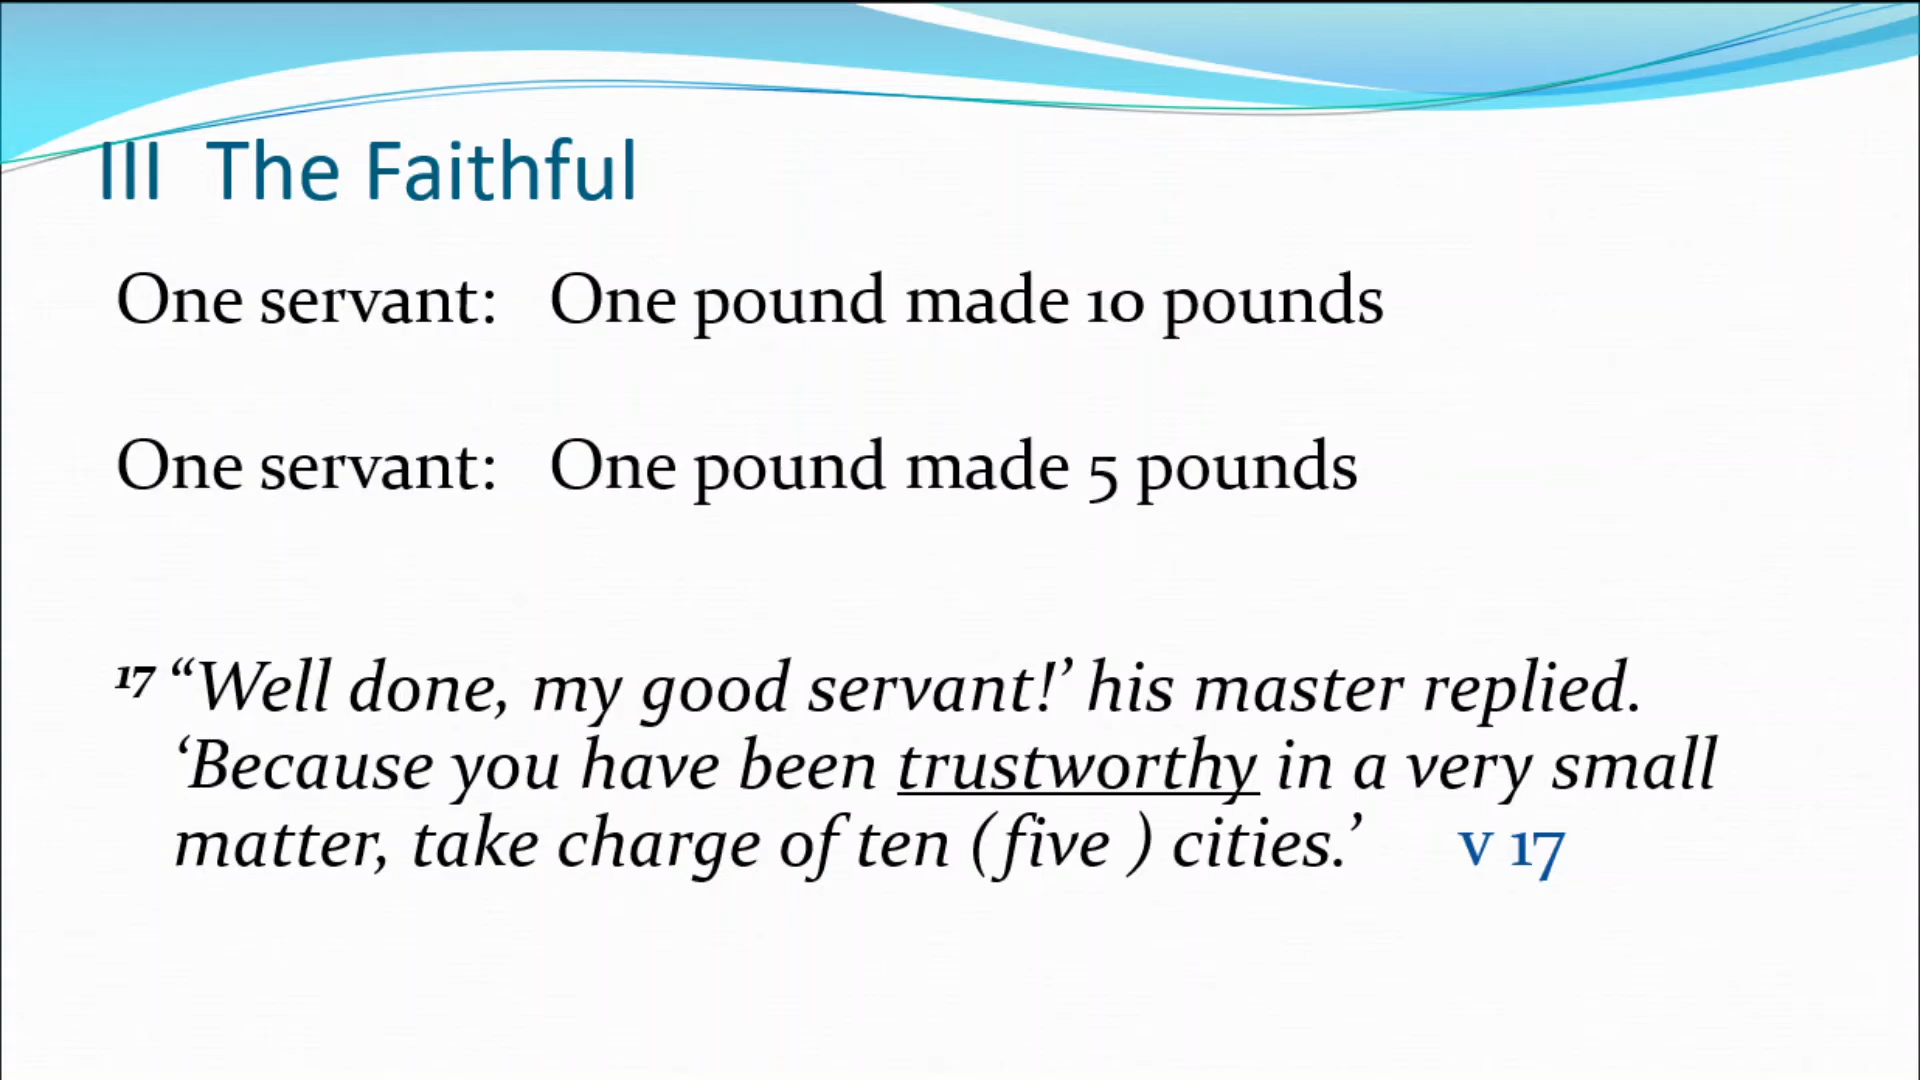 III The Faithful
One servant: One pound made 10 pounds
One servant: One pound made 5 pounds
17 “Well done, my good servant!’ his master replied.
‘Because you have been trustworthy in a very small
matter, take charge of ten (five ) cities.’ v 17